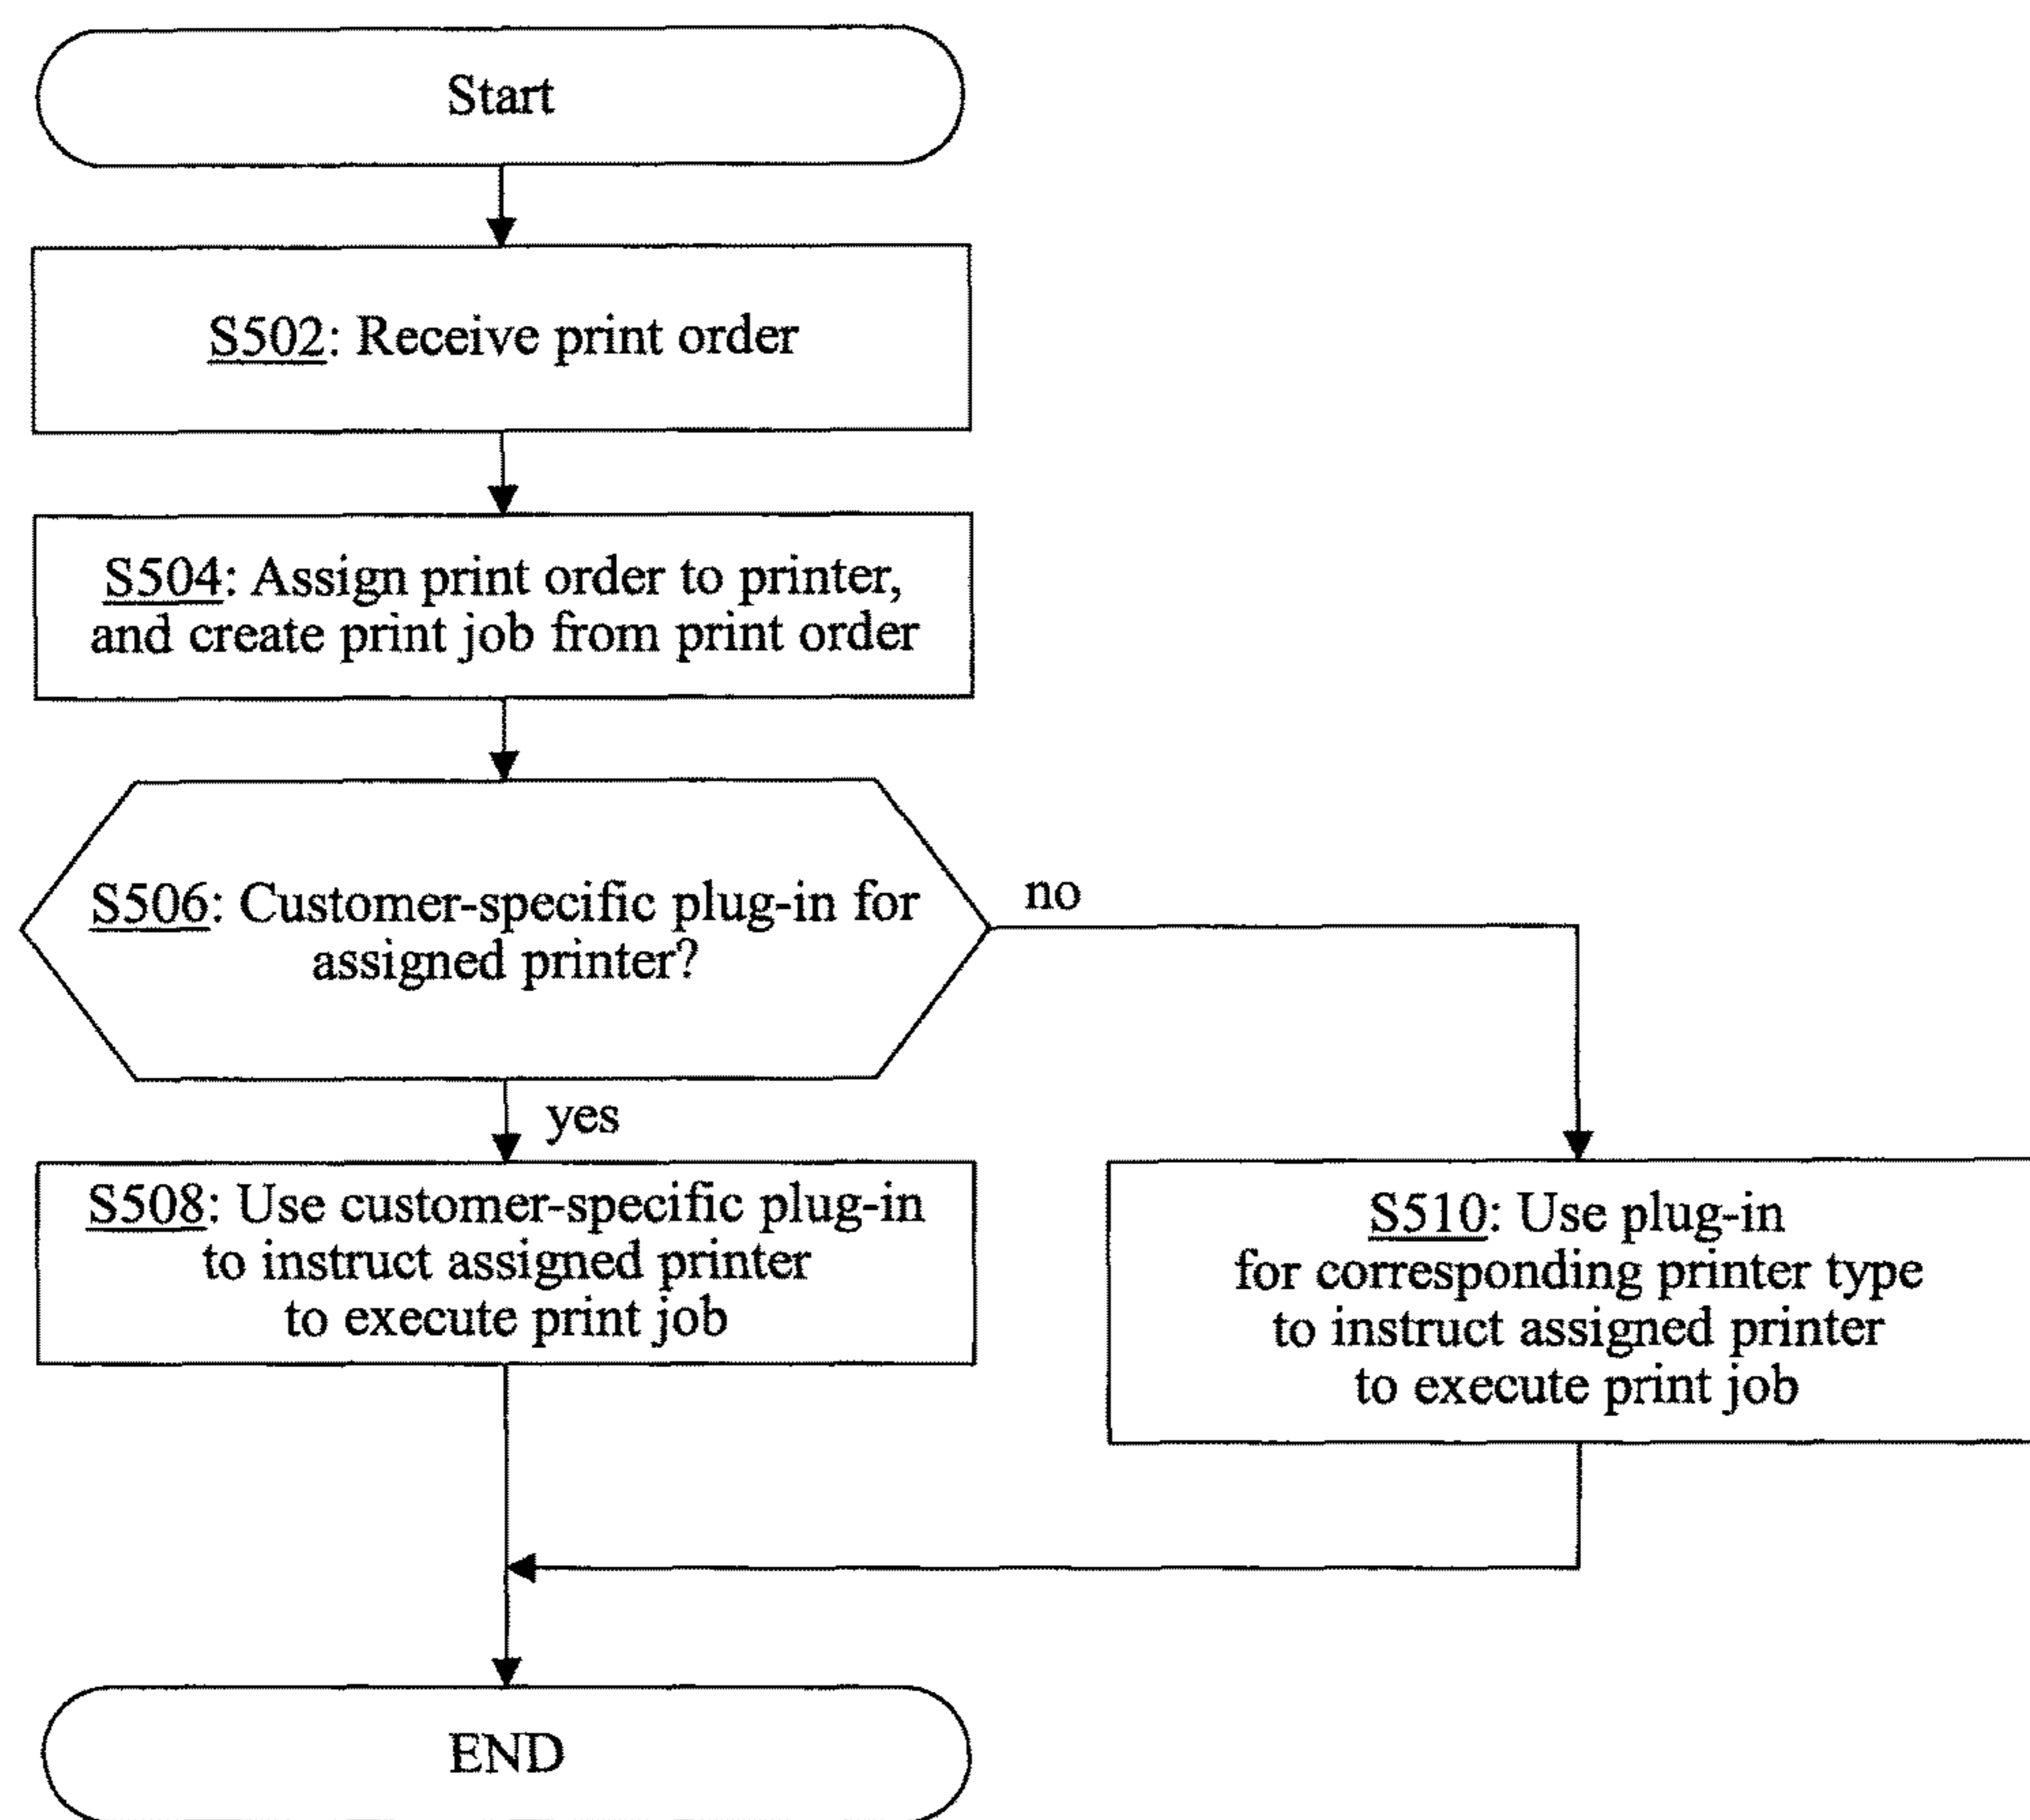 Start
S502: Receive print order
S504: Assign print order to printer,
and create print job from print order
S506: Customer-specific plug-in for
assigned printer?
no
yes
S508: Use customer-specific plug-in
to instruct assigned printer
to execute print job
S510: Use plug-in
for corresponding printer type
to instruct assigned printer
to execute print job
END